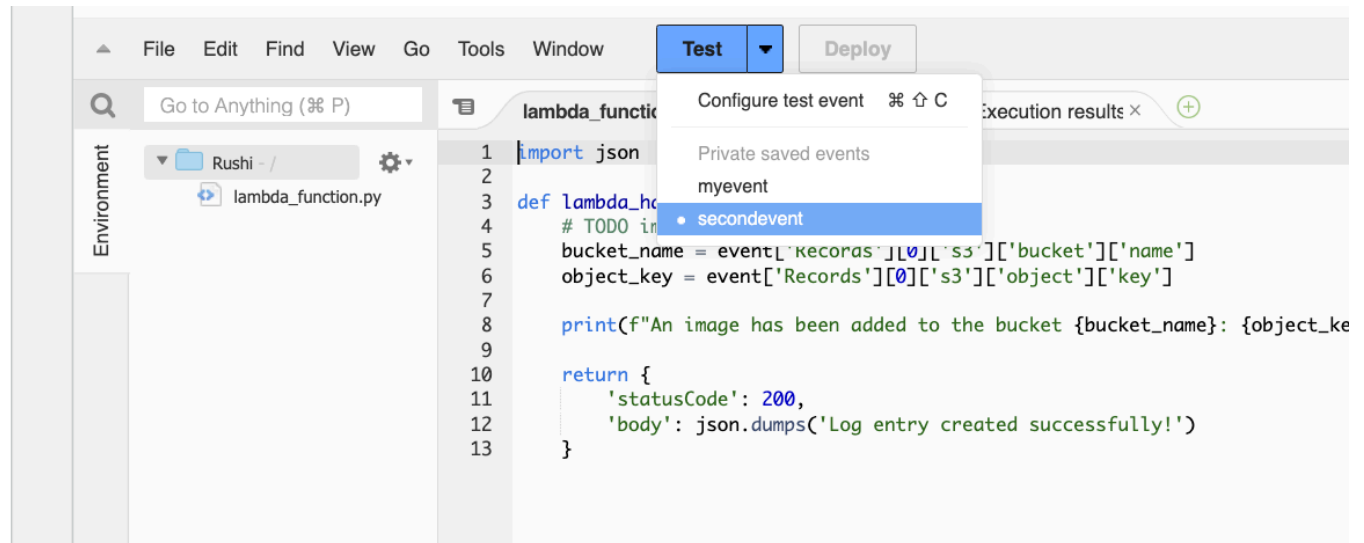 File Edit Find View Go Tools Window Test Deploy
Go to Anything (⌘ P)
lambda_functio
Execution results ×
Configure test event ⌘ ⇧ C
Private saved events
myevent
secondevent
Environment
Rushi - /
lambda_function.py
1 import json
2
3 def lambda_ha
4 # TODO im
5 bucket_name = event['Records'][0]['s3']['bucket']['name']
6 object_key = event['Records'][0]['s3']['object']['key']
7
8 print(f"An image has been added to the bucket {bucket_name}: {object_ke
9
10 return {
11 'statusCode': 200,
12 'body': json.dumps('Log entry created successfully!')
13 }